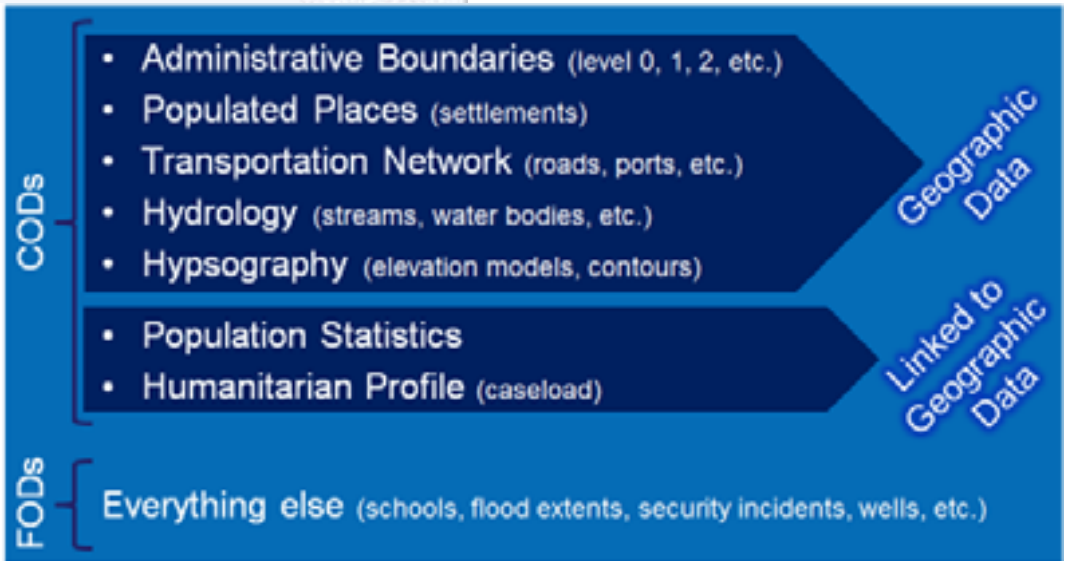 CODs
• Administrative Boundaries (level 0, 1, 2, etc.)
• Populated Places (settlements)
• Transportation Network (roads, ports, etc.)
• Hydrology (streams, water bodies, etc.)
• Hypsography (elevation models, contours)
Geographic
Data
• Population Statistics
• Humanitarian Profile (caseload)
Linked to
Geographic
Data
FODs
Everything else (schools, flood extents, security incidents, wells, etc.)